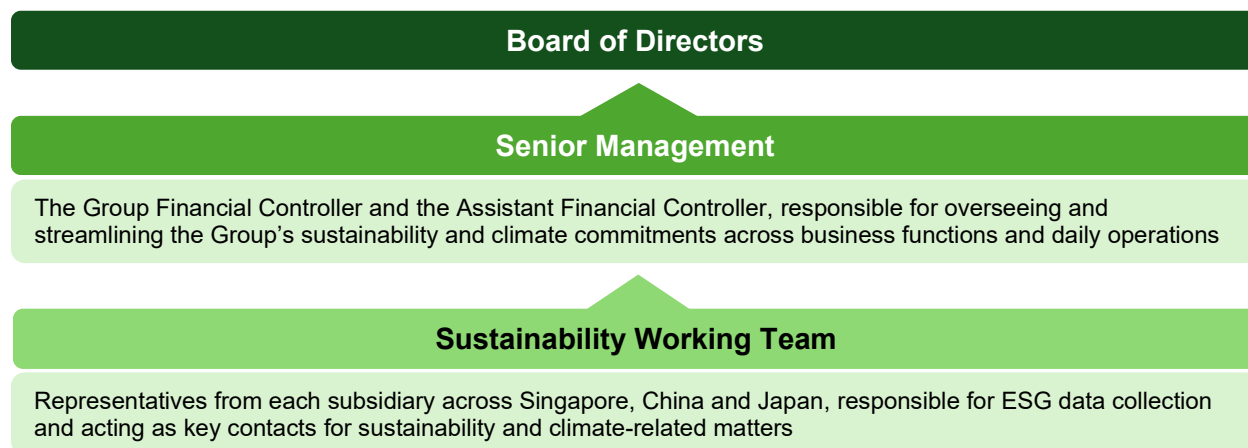 Board of Directors
Senior Management
The Group Financial Controller and the Assistant Financial Controller, responsible for overseeing and
streamlining the Group’s sustainability and climate commitments across business functions and daily operations
Sustainability Working Team
Representatives from each subsidiary across Singapore, China and Japan, responsible for ESG data collection
and acting as key contacts for sustainability and climate-related matters